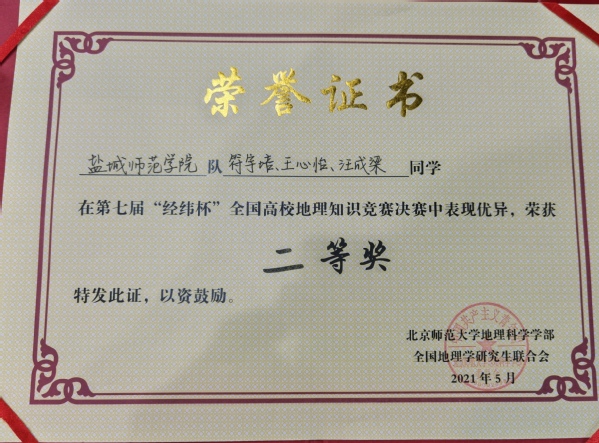 荣誉证书
盐城师范学院 队 符宇培、王心怡、汪成梁 同学
在第七届“经纬杯”全国高校地理知识竞赛决赛中表现优异，荣获
二等奖
特发此证，以资鼓励。
北京师范大学地理科学学部
全国地理学研究生联合会
2021年5月